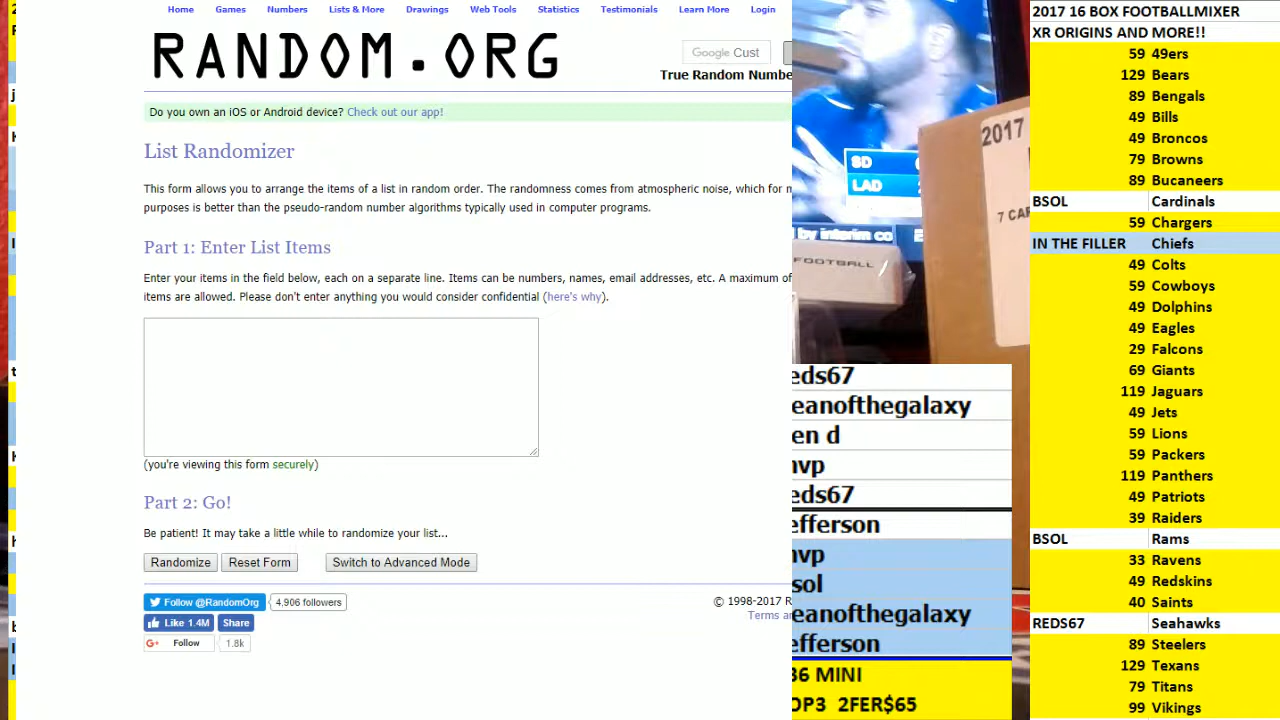 Home Games Numbers Lists & More Drawings Web Tools Statistics Testimonials Learn More Login
RANDOM.ORG
Google Cust
True Random Numbe
Do you own an iOS or Android device? Check out our app!
List Randomizer
This form allows you to arrange the items of a list in random order. The randomness comes from atmospheric noise, which for m
purposes is better than the pseudo-random number algorithms typically used in computer programs.
Part 1: Enter List Items
Enter your items in the field below, each on a separate line. Items can be numbers, names, email addresses, etc. A maximum of
items are allowed. Please don't enter anything you would consider confidential (here's why).
(you're viewing this form securely)
Part 2: Go!
Be patient! It may take a little while to randomize your list...
Randomize Reset Form Switch to Advanced Mode
Follow @RandomOrg 4,906 followers
Like 1.4M Share
G+ Follow 1.8k
© 1998-2017 R
Terms a
SD
LAD
by interim co
2017
7 CAR
FOOTBALL
eds67
eanofthegalaxy
en d
nvp
eds67
efferson
nvp
sol
eanofthegalaxy
efferson
36 MINI
OP3 2FER$65
2017 16 BOX FOOTBALLMIXER
XR ORIGINS AND MORE!!
59 49ers
129 Bears
89 Bengals
49 Bills
49 Broncos
79 Browns
89 Bucaneers
BSOL Cardinals
59 Chargers
IN THE FILLER Chiefs
49 Colts
59 Cowboys
49 Dolphins
49 Eagles
29 Falcons
69 Giants
119 Jaguars
49 Jets
59 Lions
59 Packers
119 Panthers
49 Patriots
39 Raiders
BSOL Rams
33 Ravens
49 Redskins
40 Saints
REDS67 Seahawks
89 Steelers
129 Texans
79 Titans
99 Vikings